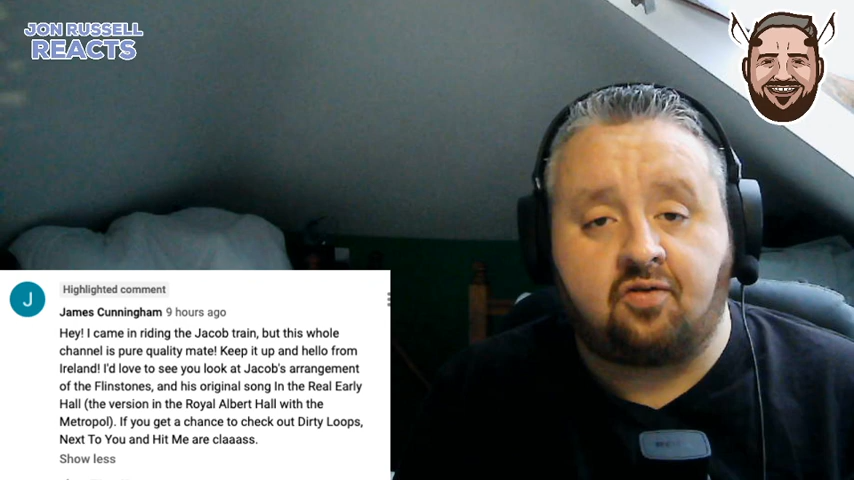 JON RUSSELL
REACTS
Highlighted comment
J
James Cunningham 9 hours ago
Hey! I came in riding the Jacob train, but this whole
channel is pure quality mate! Keep it up and hello from
Ireland! I'd love to see you look at Jacob's arrangement
of the Flinstones, and his original song In the Real Early
Hall (the version in the Royal Albert Hall with the
Metropol). If you get a chance to check out Dirty Loops,
Next To You and Hit Me are claaass.
Show less